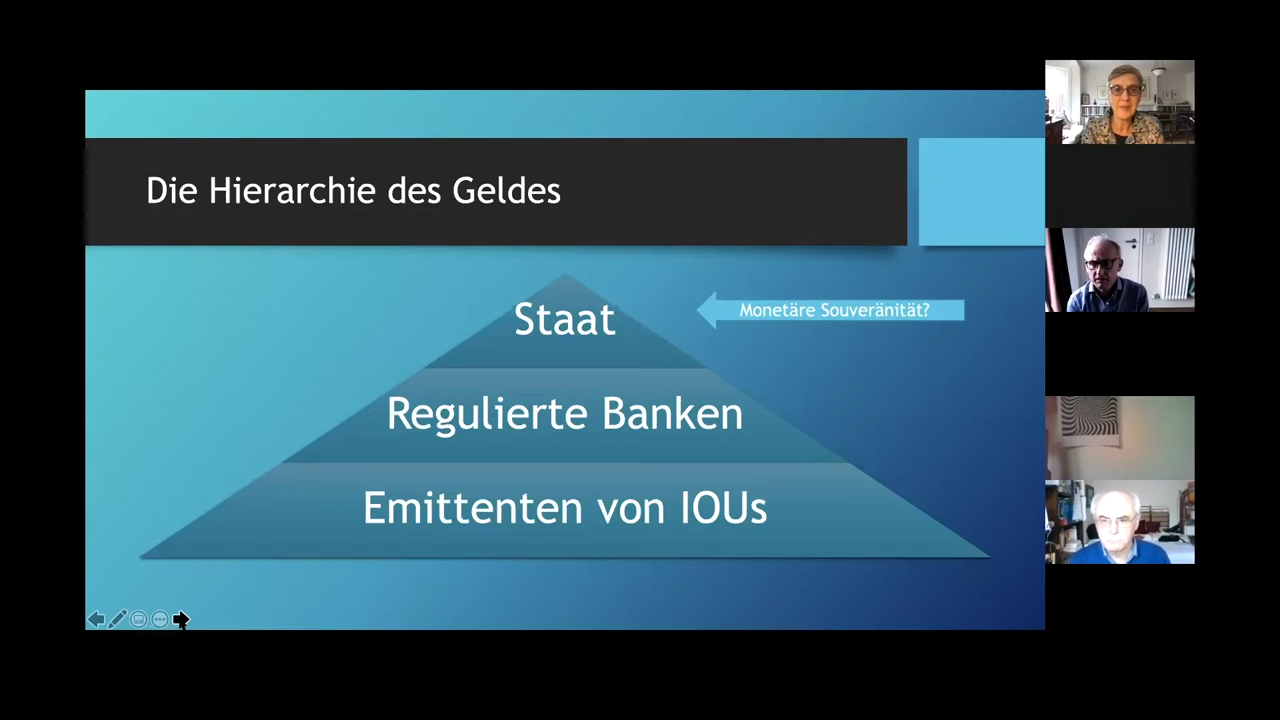 Die Hierarchie des Geldes
Staat
Monetäre Souveränität?
Regulierte Banken
Emittenten von IOUs